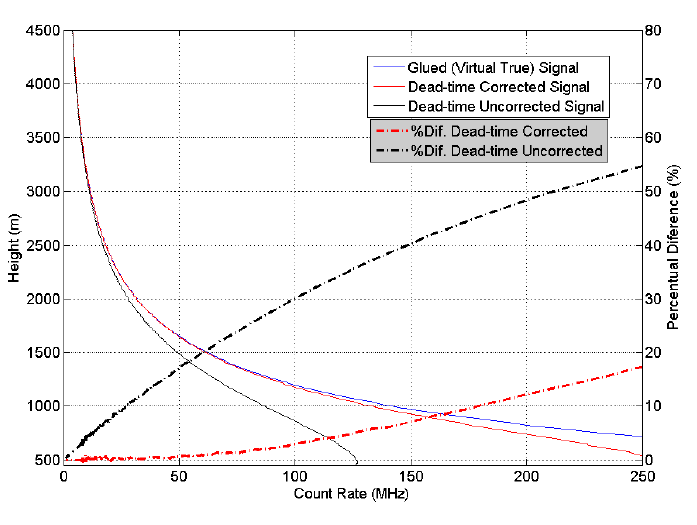 4500
4000
3500
3000
2500
2000
1500
1000
500
Height (m)
80
70
60
50
40
30
20
10
0
Percentual Diference (%)
Glued (Virtual True) Signal
Dead-time Corrected Signal
Dead-time Uncorrected Signal
%Dif. Dead-time Corrected
%Dif. Dead-time Uncorrected
0 50 100 150 200 250
Count Rate (MHz)